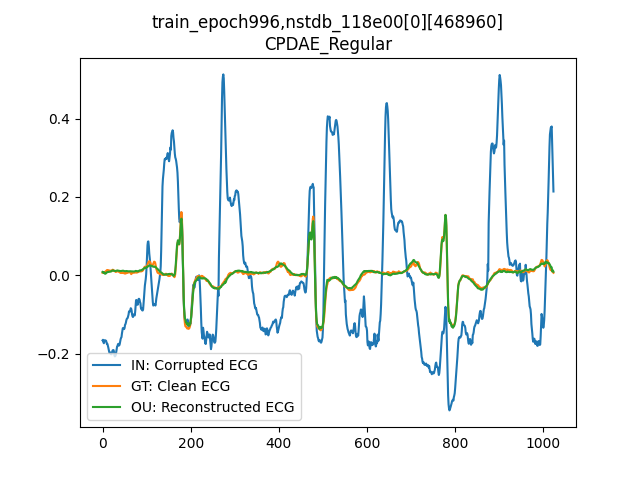 train_epoch996,nstdb_118e00[0][468960]
CPDAE_Regular
0.4
0.2
0.0
−0.2
IN: Corrupted ECG
GT: Clean ECG
OU: Reconstructed ECG
0 200 400 600 800 1000